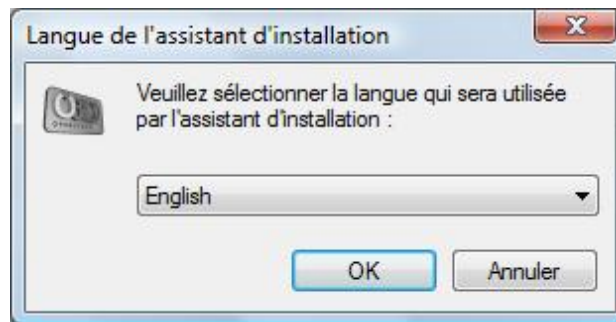 Langue de l'assistant d'installation
Veuillez sélectionner la langue qui sera utilisée
par l'assistant d'installation :
English
OK
Annuler